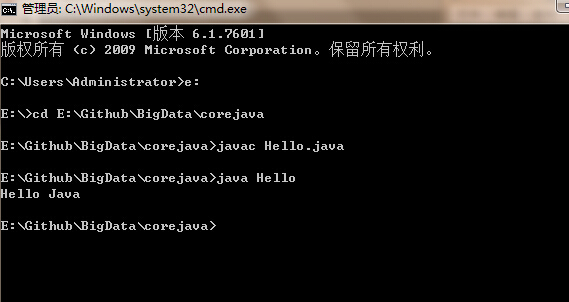 管理员: C:\Windows\system32\cmd.exe
Microsoft Windows [版本 6.1.7601]
版权所有 (c) 2009 Microsoft Corporation。保留所有权利。
C:\Users\Administrator>e:
E:\>cd E:\Github\BigData\corejava
E:\Github\BigData\corejava>javac Hello.java
E:\Github\BigData\corejava>java Hello
Hello Java
E:\Github\BigData\corejava>